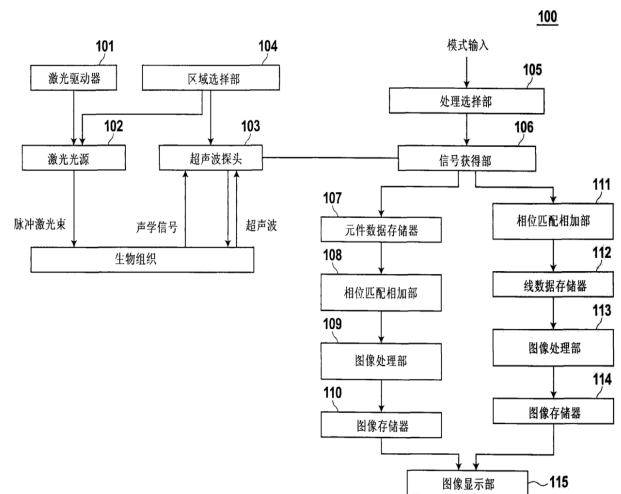 100
101
104
模式输入
激光驱动器
区域选择部
105
处理选择部
102
103
106
激光光源
超声波探头
信号获得部
107
111
脉冲激光束
声学信号
超声波
元件数据存储器
相位匹配相加部
生物组织
108
112
相位匹配相加部
线数据存储器
109
113
图像处理部
图像处理部
110
114
图像存储器
图像存储器
图像显示部
115